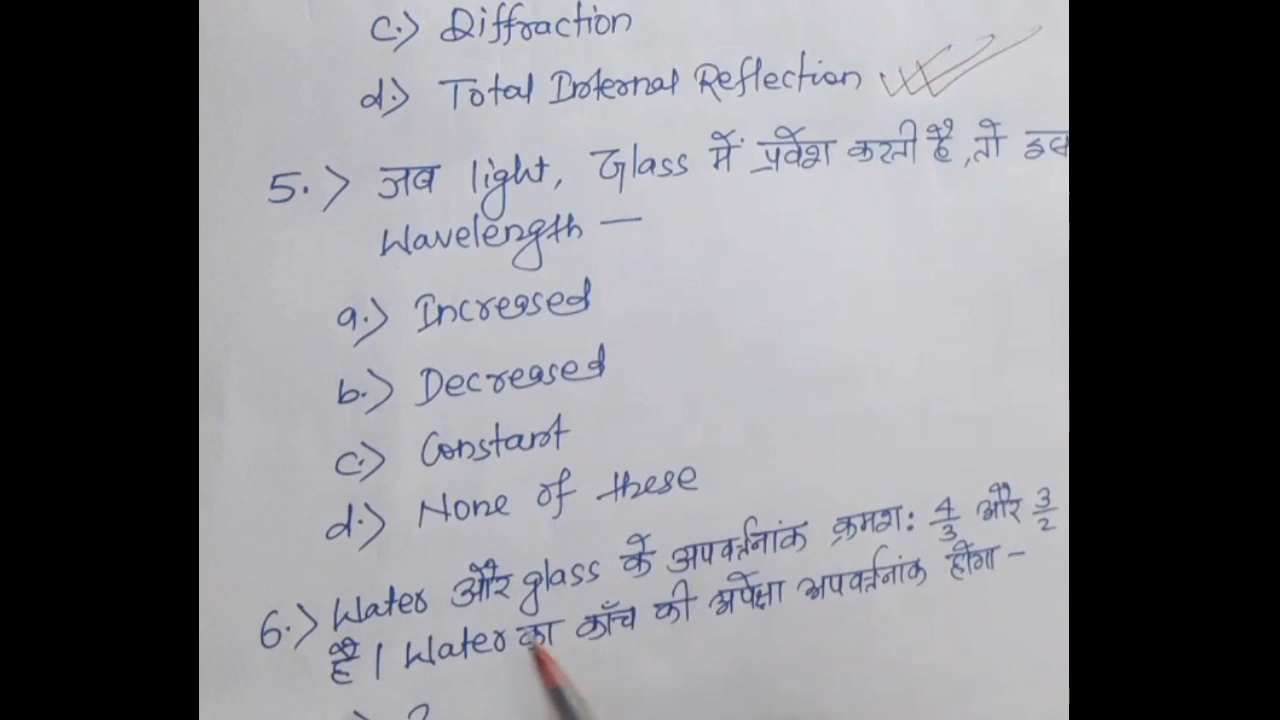 c.) Diffraction
d.) Total Internal Reflection
5.) जब light, Glass में प्रवेश करती है, तो
Wavelength —
a.) Increased
b.) Decreased
c.) Constant
d.) None of these
6.) Water और glass के अपवर्तनांक क्रमश: 4/3 और 3/2
है। Water का काँच की अपेक्षा अपवर्तनांक होगा –